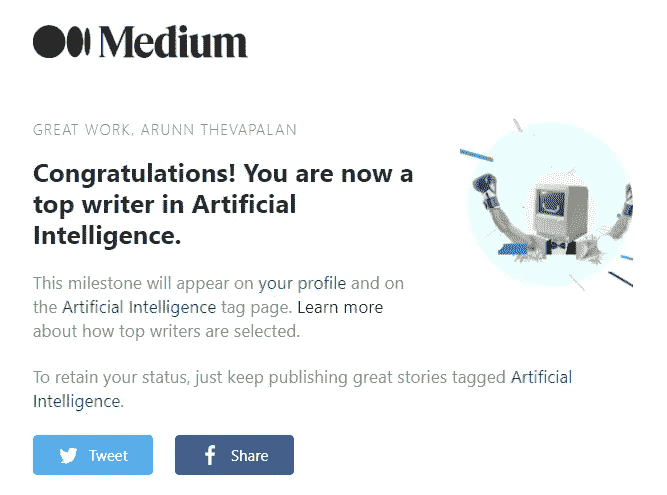 Medium
GREAT WORK, ARUNN THEVAPALAN
Congratulations! You are now a
top writer in Artificial
Intelligence.
This milestone will appear on your profile and on
the Artificial Intelligence tag page. Learn more
about how top writers are selected.
To retain your status, just keep publishing great stories tagged Artificial
Intelligence.
Tweet
Share